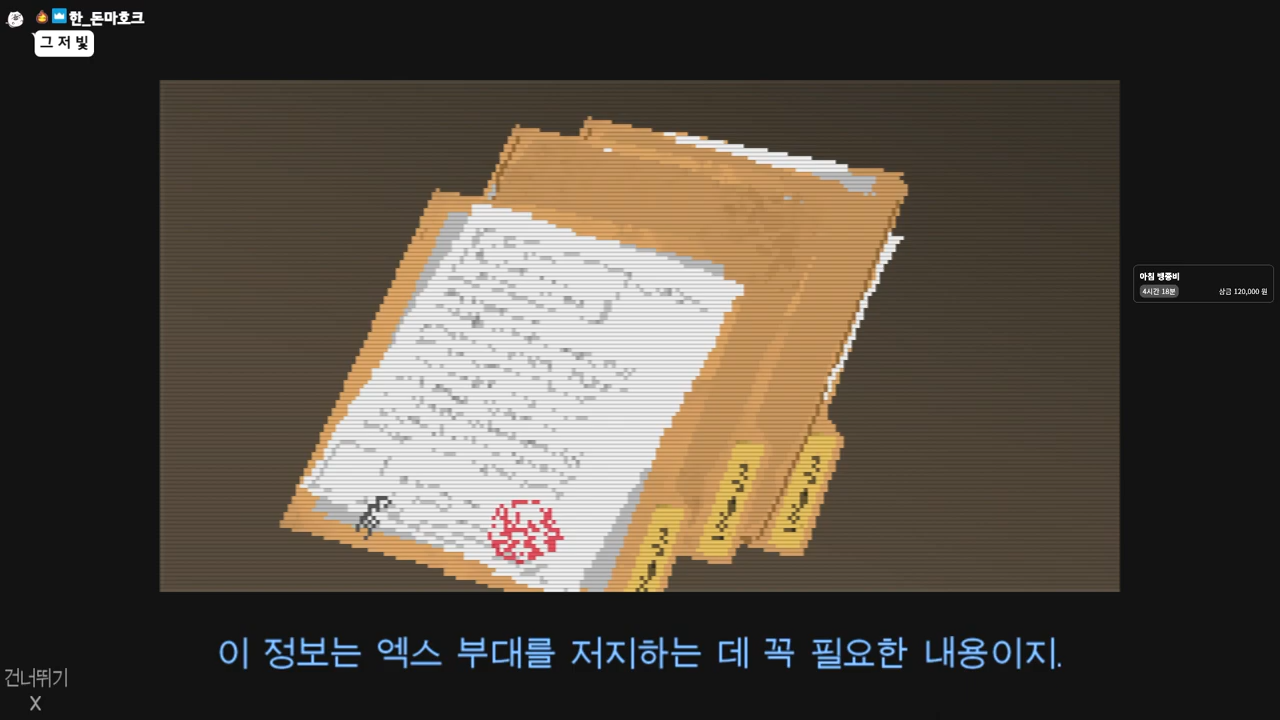 한_돈마호크
그 저 빛
아침 뱅종비
4시간 18분
상금 120,000 원
이 정보는 엑스 부대를 저지하는 데 꼭 필요한 내용이지.
건너뛰기
X